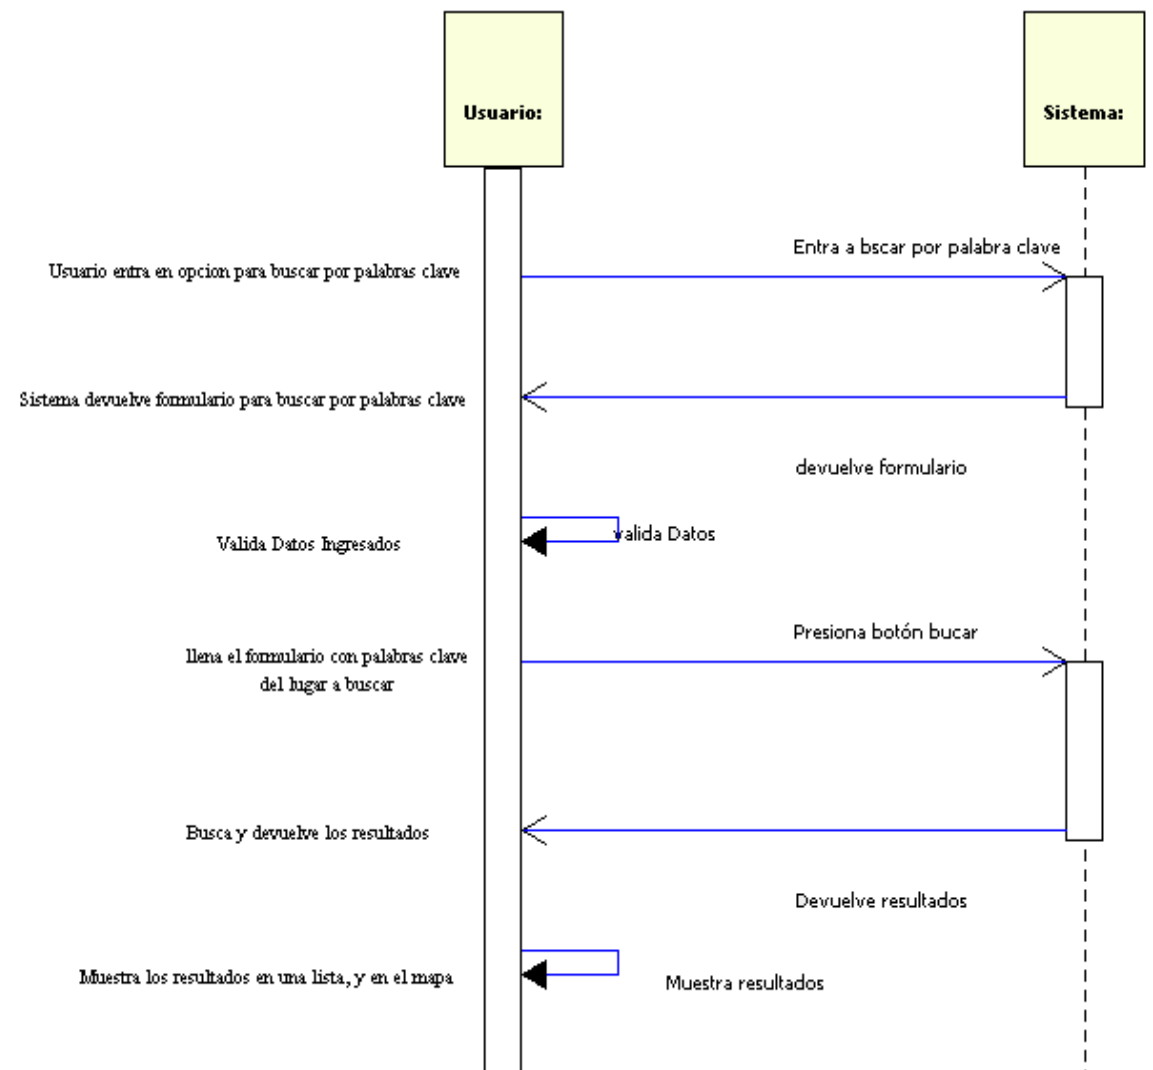 Usuario:
Sistema:
Entra a bscar por palabra clave
Usuario entra en opcion para buscar por palabras clave
Sistema devuelve formulario para buscar por palabras clave
devuelve formulario
valida Datos
Valida Datos Ingresados
Presiona botón bucar
llena el formulario con palabras clave
del lugar a buscar
Busca y devuelve los resultados
Devuelve resultados
Muestra los resultados en una lista, y en el mapa
Muestra resultados